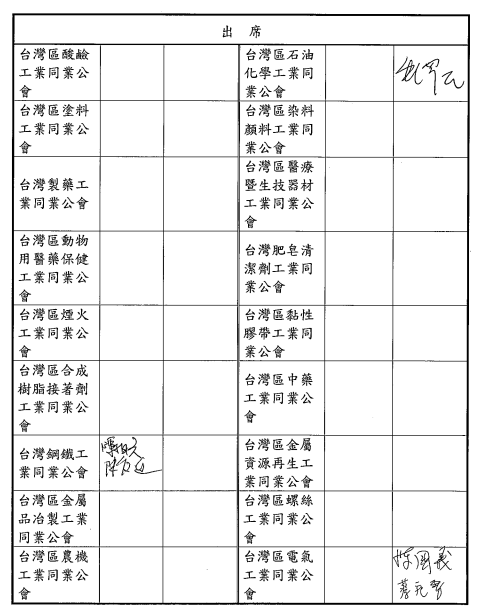 出 席
台灣區酸鹼
工業同業公
會
台灣區石油
化學工業同
業公會
台灣區塗料
工業同業公
會
台灣區染料
顏料工業同
業公會
台灣製藥工
業同業公會
台灣區醫療
暨生技器材
工業同業公
會
台灣區動物
用醫藥保健
工業同業公
會
台灣肥皂清
潔劑工業同
業公會
台灣區煙火
工業同業公
會
台灣區黏性
膠帶工業同
業公會
台灣區合成
樹脂接著劑
工業同業公
會
台灣區中藥
工業同業公
會
台灣鋼鐵工
業同業公會
台灣區金屬
資源再生工
業同業公會
台灣區金屬
品冶製工業
同業公會
台灣區螺絲
工業同業公
會
台灣區農機
工業同業公
會
台灣區電氣
工業同業公
會
陳國義